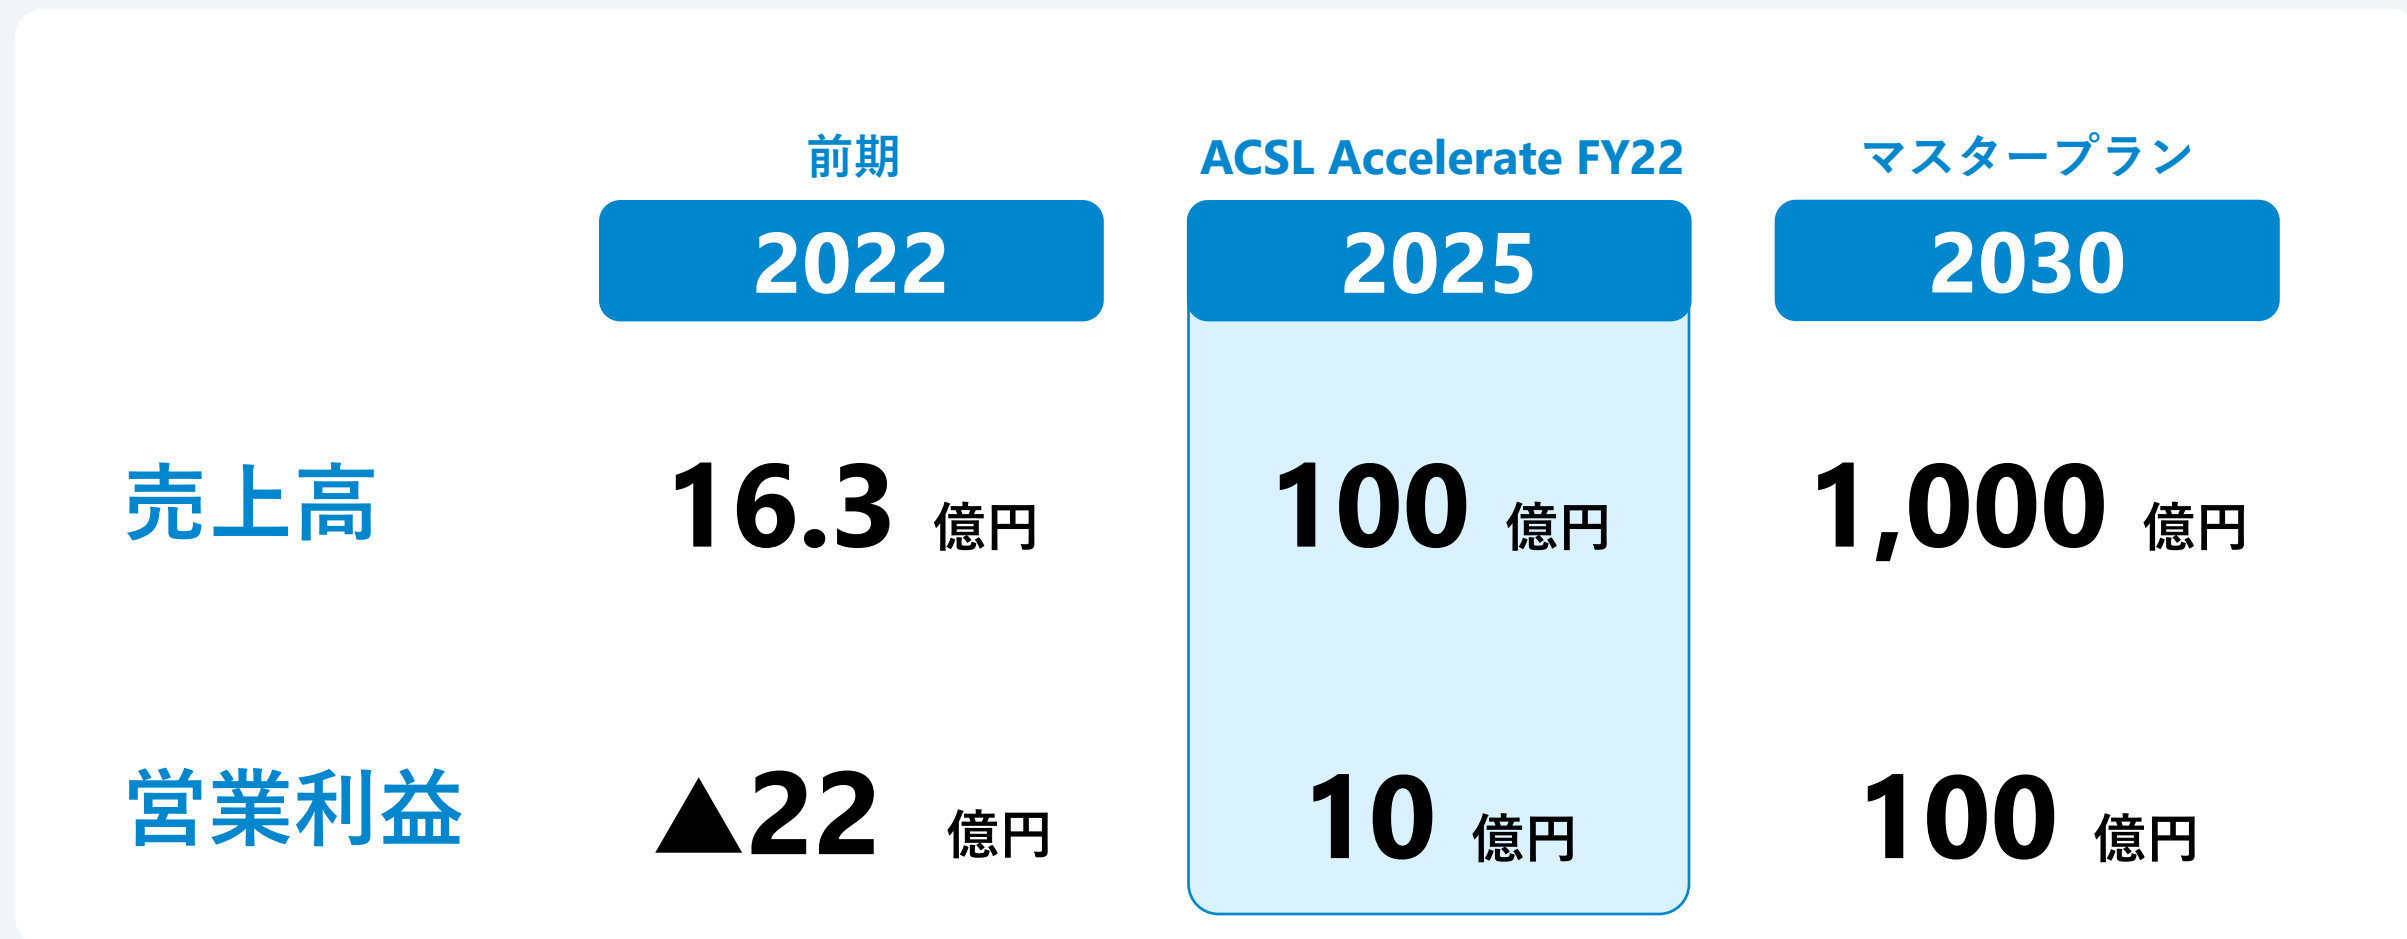 前期 ACSL Accelerate FY22 マスタープラン
2022 2025 2030
売上高 16.3 億円 100 億円 1,000 億円
営業利益 ▲22 億円 10 億円 100 億円